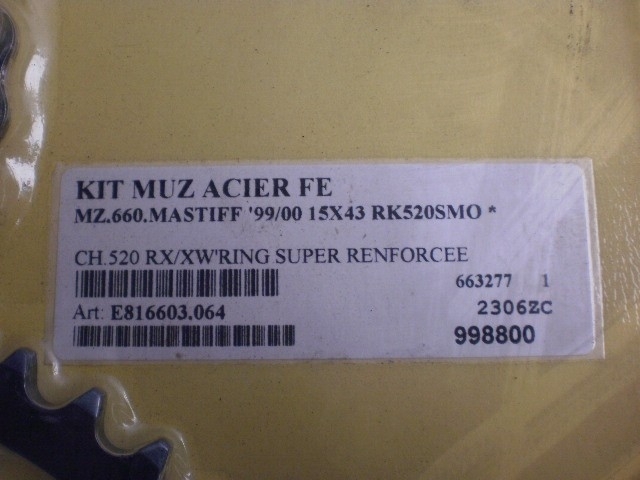 KIT MUZ ACIER FE
MZ.660.MASTIFF '99/00 15X43 RK520SMO *
CH.520 RX/XW'RING SUPER RENFORCEE
663277 1
Art: E816603.064
2306ZC
998800